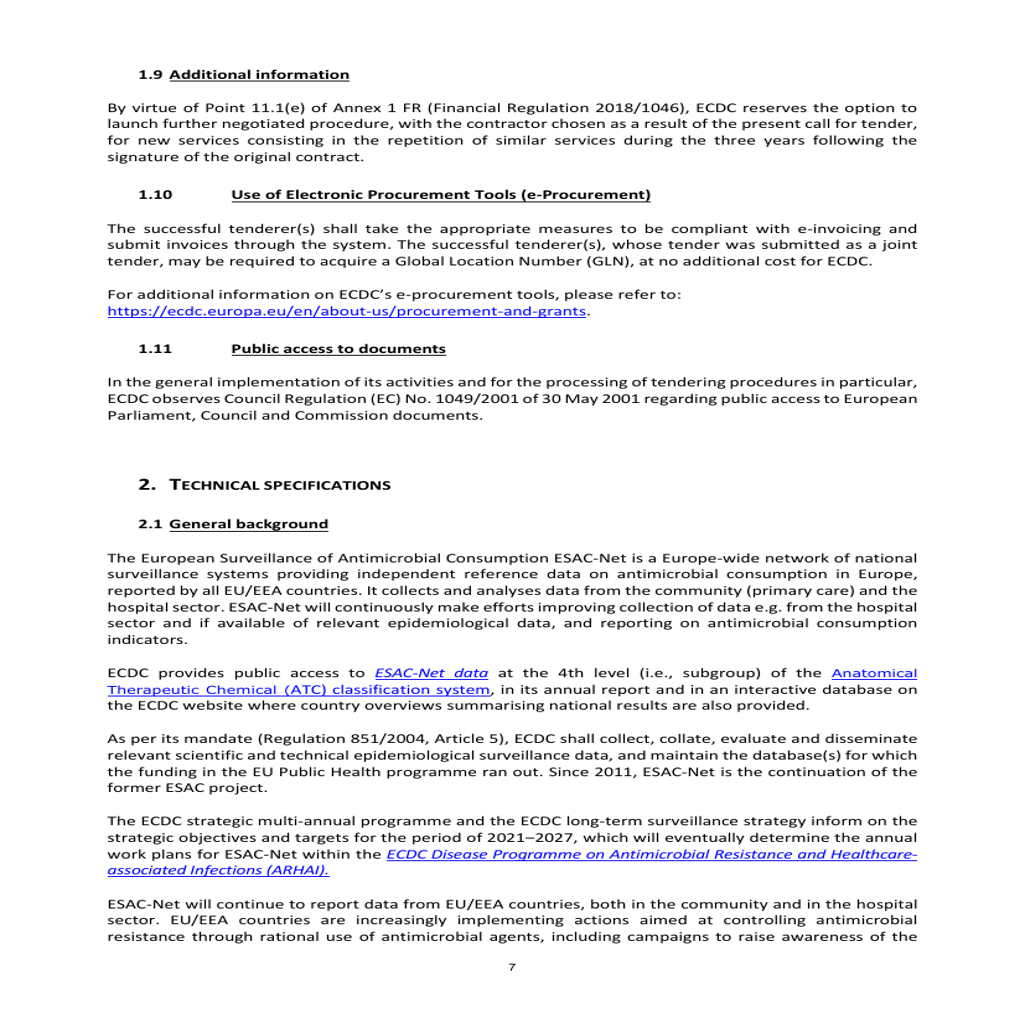 1.9 Additional information
By virtue of Point 11.1(e) of Annex 1 FR (Financial Regulation 2018/1046), ECDC reserves the option to
launch further negotiated procedure, with the contractor chosen as a result of the present call for tender,
for new services consisting in the repetition of similar services during the three years following the
signature of the original contract.
1.10 Use of Electronic Procurement Tools (e-Procurement)
The successful tenderer(s) shall take the appropriate measures to be compliant with e-invoicing and
submit invoices through the system. The successful tenderer(s), whose tender was submitted as a joint
tender, may be required to acquire a Global Location Number (GLN), at no additional cost for ECDC.
For additional information on ECDC’s e-procurement tools, please refer to:
https://ecdc.europa.eu/en/about-us/procurement-and-grants.
1.11 Public access to documents
In the general implementation of its activities and for the processing of tendering procedures in particular,
ECDC observes Council Regulation (EC) No. 1049/2001 of 30 May 2001 regarding public access to European
Parliament, Council and Commission documents.
2. TECHNICAL SPECIFICATIONS
2.1 General background
The European Surveillance of Antimicrobial Consumption ESAC-Net is a Europe-wide network of national
surveillance systems providing independent reference data on antimicrobial consumption in Europe,
reported by all EU/EEA countries. It collects and analyses data from the community (primary care) and the
hospital sector. ESAC-Net will continuously make efforts improving collection of data e.g. from the hospital
sector and if available of relevant epidemiological data, and reporting on antimicrobial consumption
indicators.
ECDC provides public access to ESAC-Net data at the 4th level (i.e., subgroup) of the Anatomical
Therapeutic Chemical (ATC) classification system, in its annual report and in an interactive database on
the ECDC website where country overviews summarising national results are also provided.
As per its mandate (Regulation 851/2004, Article 5), ECDC shall collect, collate, evaluate and disseminate
relevant scientific and technical epidemiological surveillance data, and maintain the database(s) for which
the funding in the EU Public Health programme ran out. Since 2011, ESAC-Net is the continuation of the
former ESAC project.
The ECDC strategic multi-annual programme and the ECDC long-term surveillance strategy inform on the
strategic objectives and targets for the period of 2021–2027, which will eventually determine the annual
work plans for ESAC-Net within the ECDC Disease Programme on Antimicrobial Resistance and Healthcare-
associated Infections (ARHAI).
ESAC-Net will continue to report data from EU/EEA countries, both in the community and in the hospital
sector. EU/EEA countries are increasingly implementing actions aimed at controlling antimicrobial
resistance through rational use of antimicrobial agents, including campaigns to raise awareness of the
7